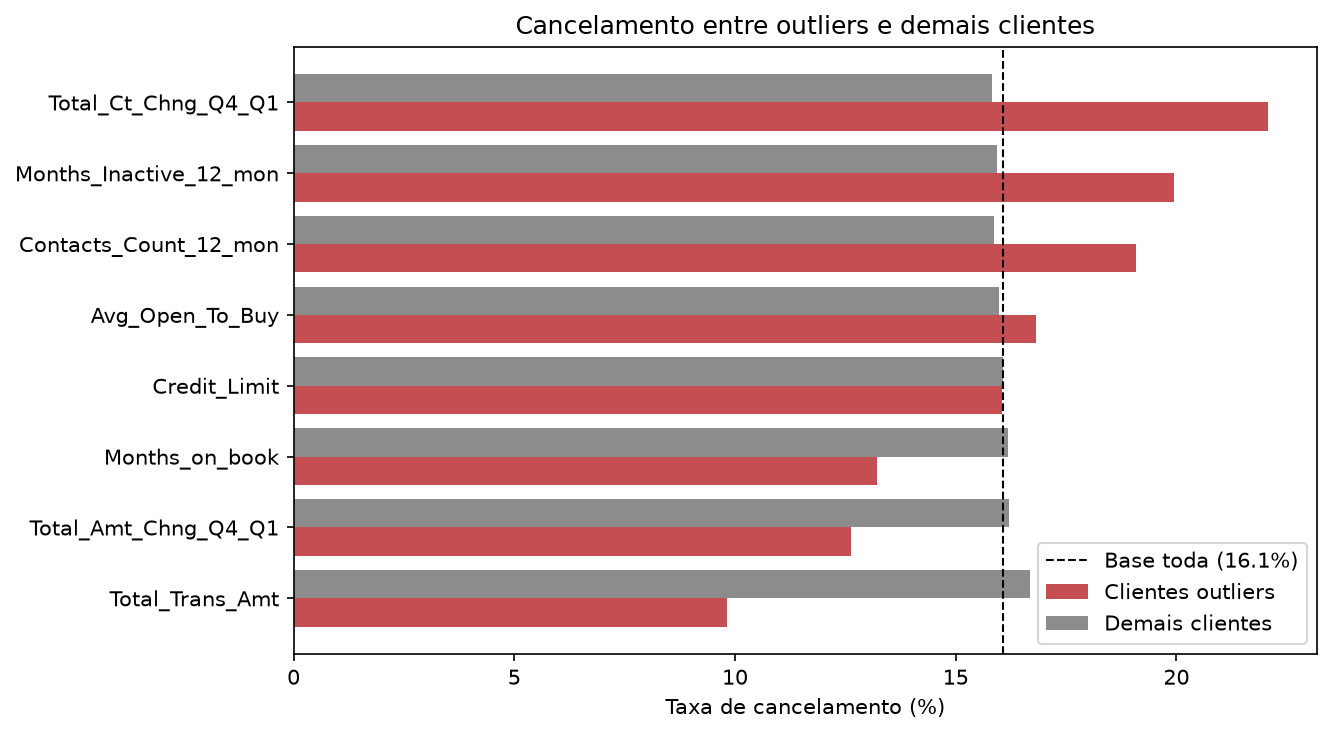 Cancelamento entre outliers e demais clientes
Total_Ct_Chng_Q4_Q1
Months_Inactive_12_mon
Contacts_Count_12_mon
Avg_Open_To_Buy
Credit_Limit
Months_on_book
Total_Amt_Chng_Q4_Q1
Total_Trans_Amt
Base toda (16.1%)
Clientes outliers
Demais clientes
0 5 10 15 20
Taxa de cancelamento (%)